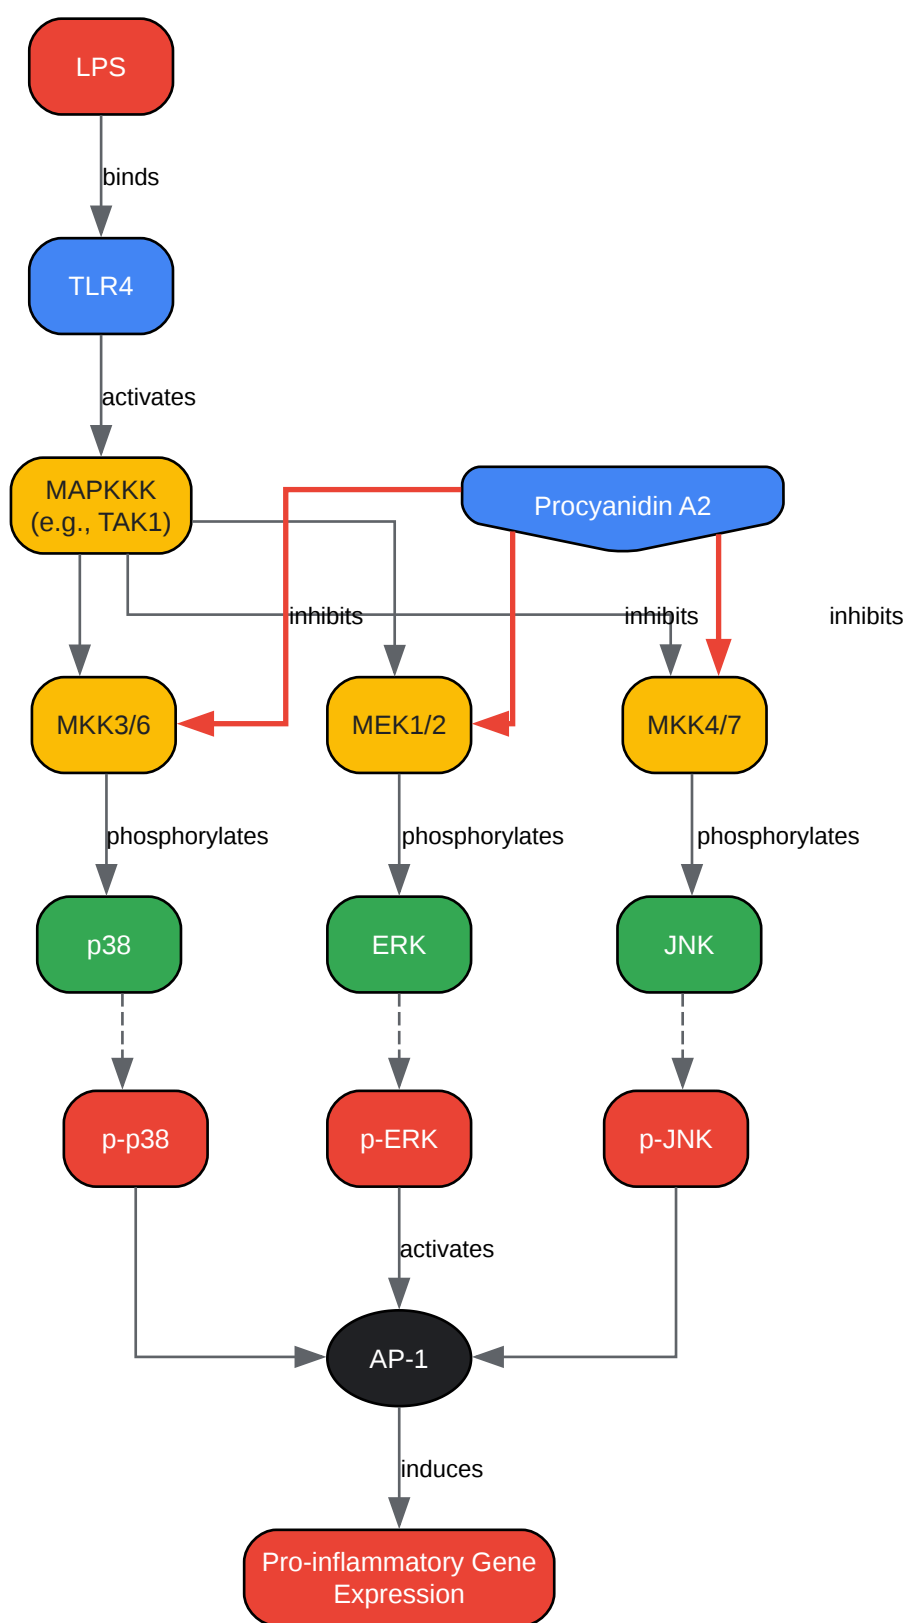 LPS
binds
TLR4
activates
MAPKKK
(e.g., TAK1)
Procyanidin A2
inhibits
inhibits
inhibits
MKK3/6
MEK1/2
MKK4/7
phosphorylates
phosphorylates
phosphorylates
p38
ERK
JNK
p-p38
p-ERK
p-JNK
activates
AP-1
induces
Pro-inflammatory Gene
Expression